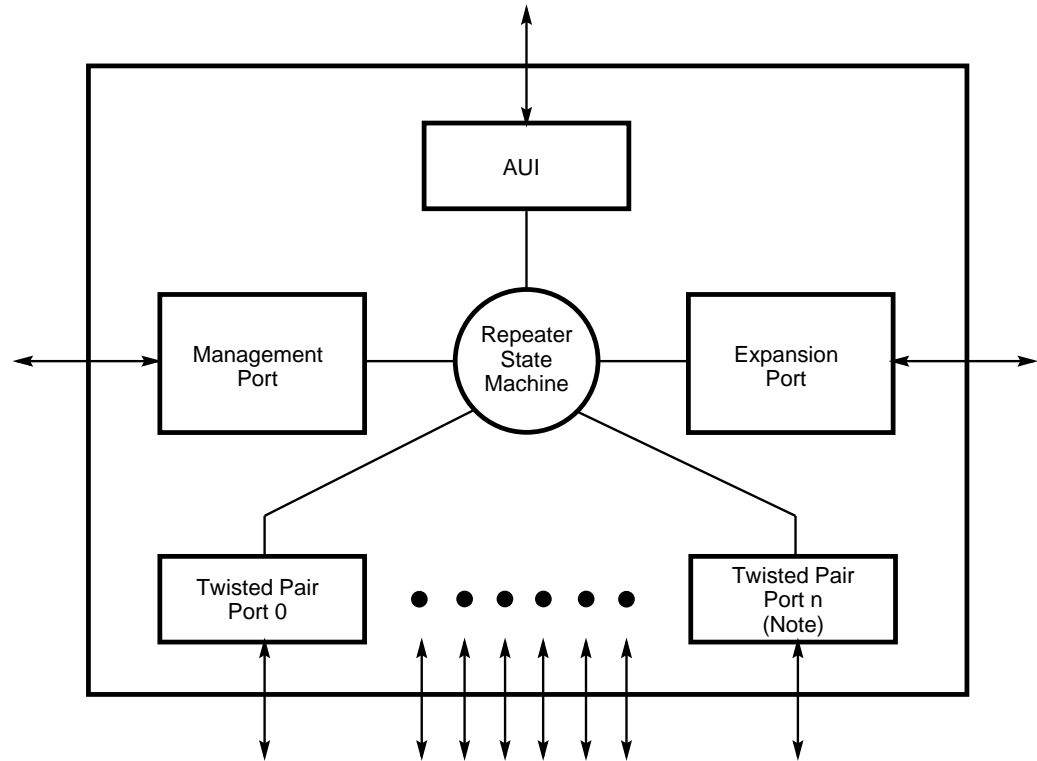 AUI
Management
Port
Repeater
State
Machine
Expansion
Port
Twisted Pair
Port 0
Twisted Pair
Port n
(Note)